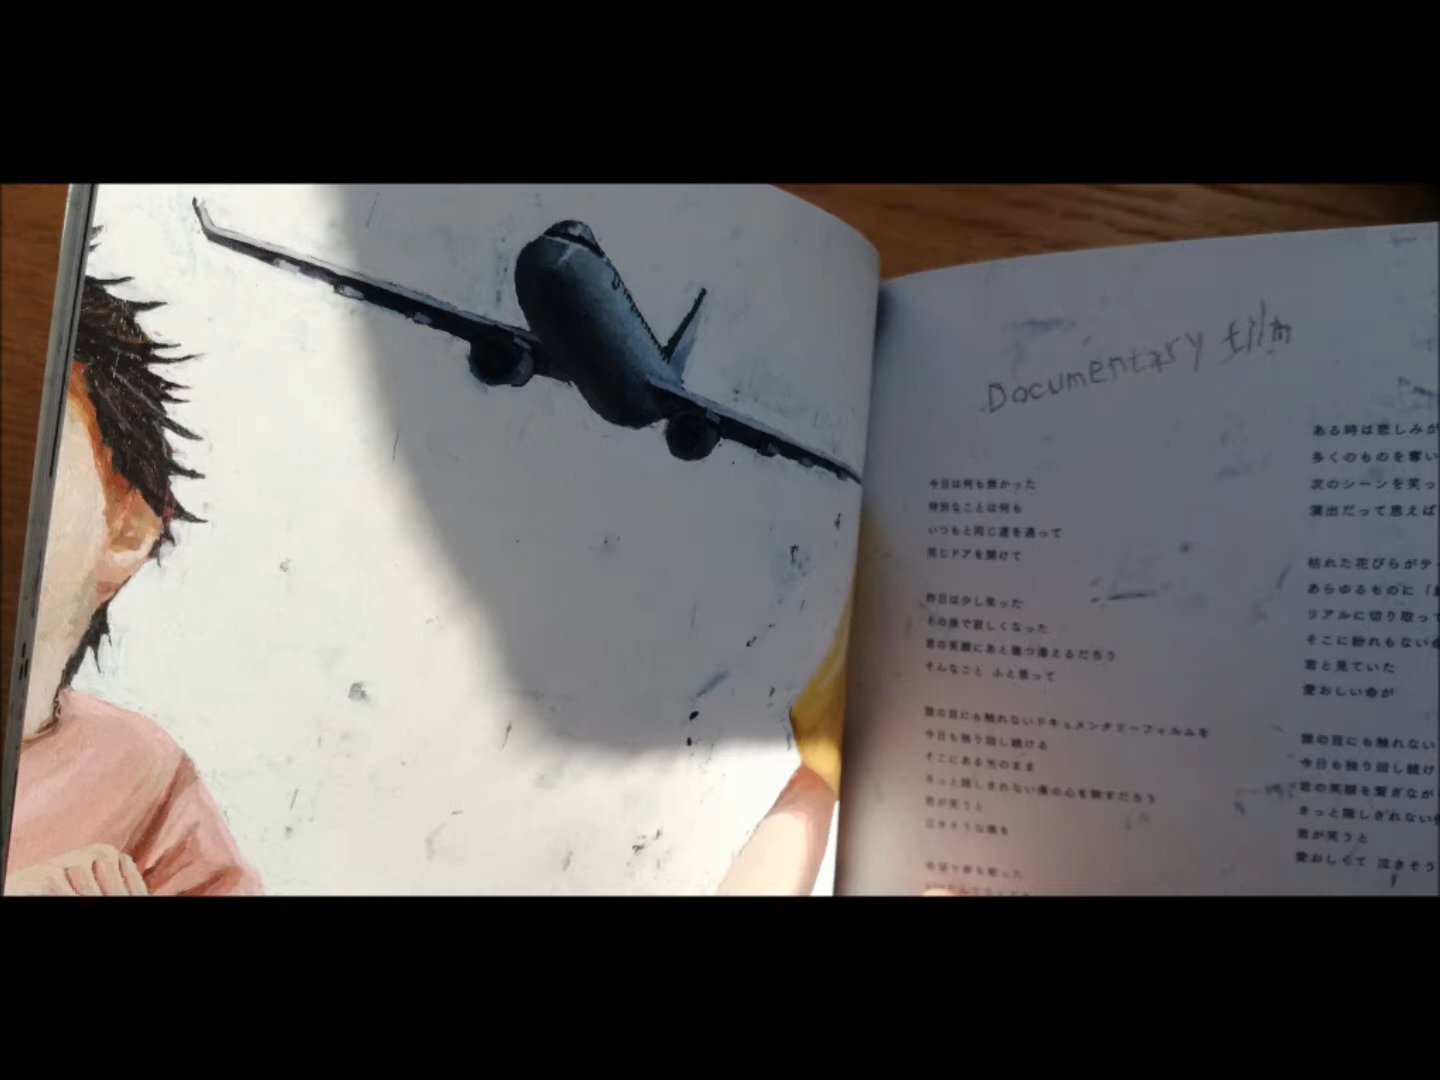 Documentary film
今日は何も無かった
特別なことは何も
いつもと同じ道を通って
同じドアを開けて
昨日は少し笑った
その後で寂しくなった
君の笑顔にあと幾つ逢えるだろう
そんなこと ふと思って
誰の目にも触れないドキュメンタリーフィルムを
今日も独り回し続ける
そこにある光のまま
きっと隠しきれない僕の心を映すだろう
君が笑うと
泣きそうな僕を
希望や夢も歌った
ある時は悲しみが
多くのものを奪い
次のシーンを笑っ
演出だって思えば
枯れた花びらがテ
あらゆるものに「
リアルに切り取って
そこに紛れもない
君と見ていた
愛おしい命が
誰の目にも触れない
今日も独り回し続け
君の笑顔を繋ぎなが
きっと隠しきれない
君が笑うと
愛おしくて 泣きそう